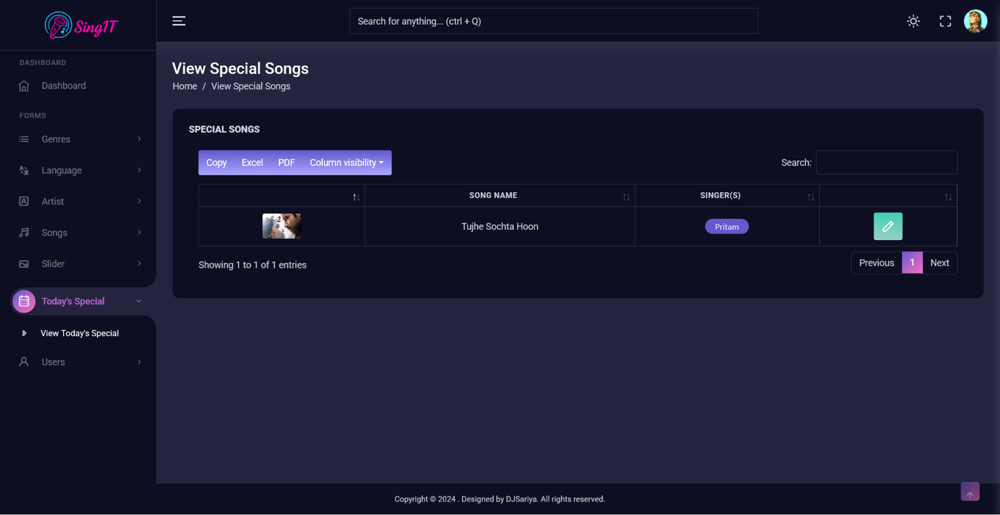 SingIT
Search for anything... (ctrl + Q)
DASHBOARD
Dashboard
FORMS
Genres
Language
Artist
Songs
Slider
Today's Special
View Today's Special
Users
View Special Songs
Home / View Special Songs
SPECIAL SONGS
Copy Excel PDF Column visibility
Search:
SONG NAME SINGER(S)
2
Tujhe Sochta Hoon Pritam
Showing 1 to 1 of 1 entries
Previous 1 Next
Copyright © 2024 . Designed by DJSariya. All rights reserved.